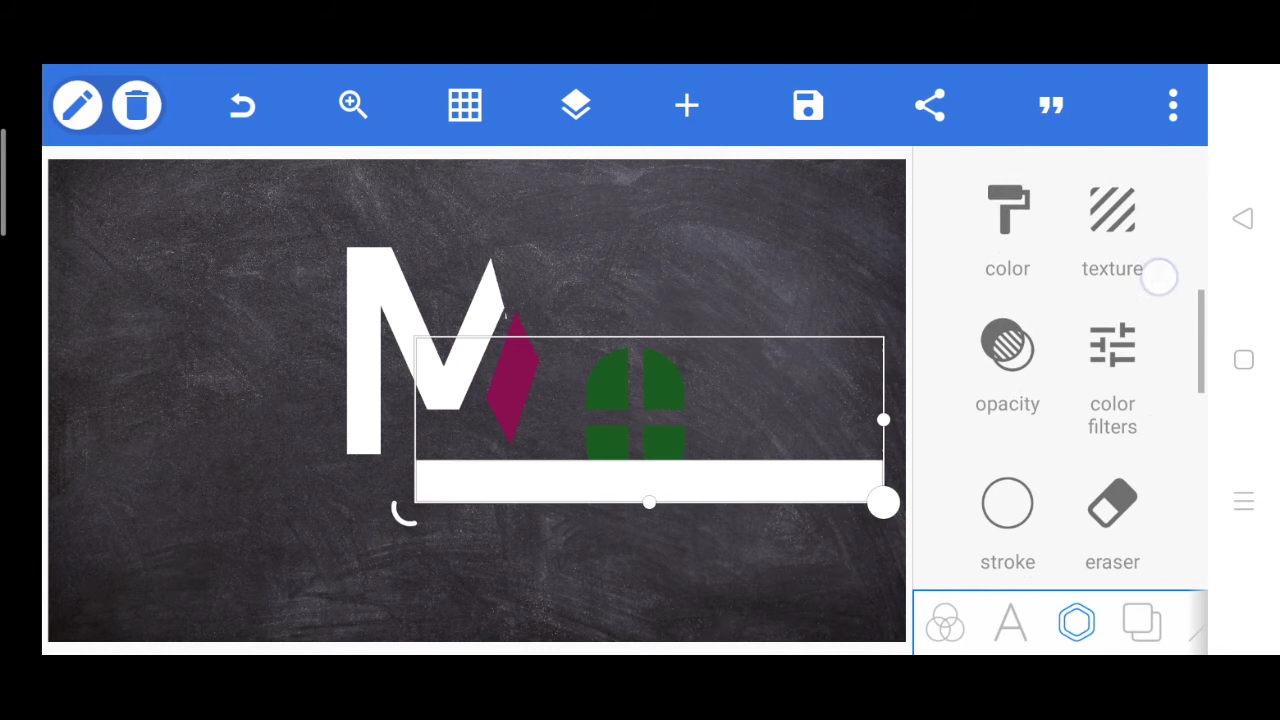 M
color texture
opacity color
filters
stroke eraser